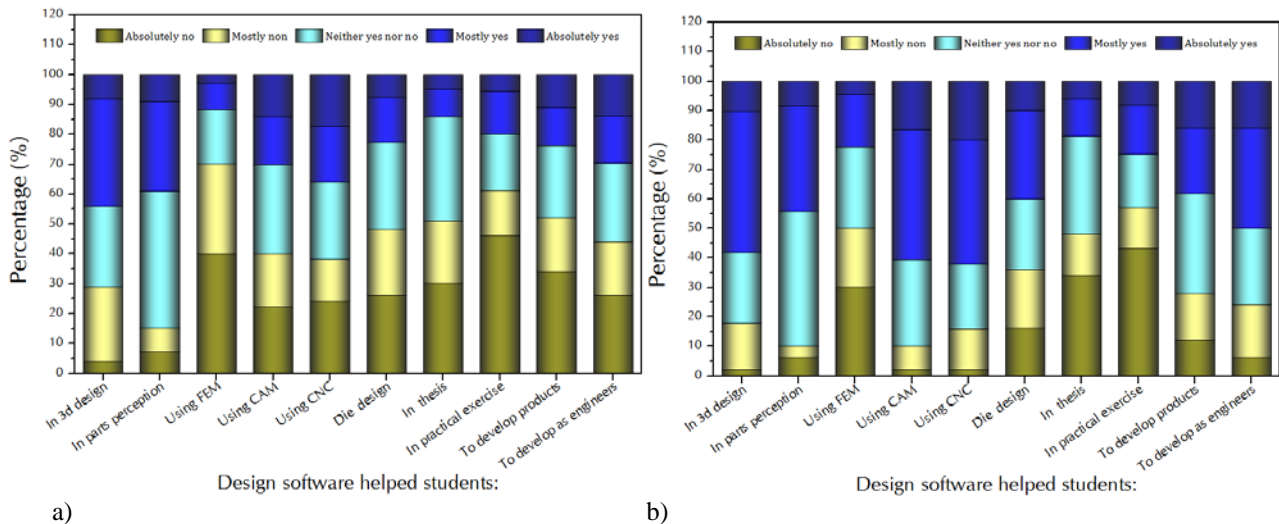 120
110
100
90
80
70
60
50
40
30
20
10
0
Percentage (%)
Absolutely no Mostly non Neither yes nor no Mostly yes Absolutely yes
In 3d design
In parts perception
Using FEM
Using CAM
Using CNC
Die design
In thesis
In practical exercise
To develop products
To develop as engineers
Design software helped students:
a)
120
110
100
90
80
70
60
50
40
30
20
10
0
Percentage (%)
Absolutely no Mostly non Neither yes nor no Mostly yes Absolutely yes
In 3d design
In parts perception
Using FEM
Using CAM
Using CNC
Die design
In thesis
In practical exercise
To develop products
To develop as engineers
Design software helped students:
b)